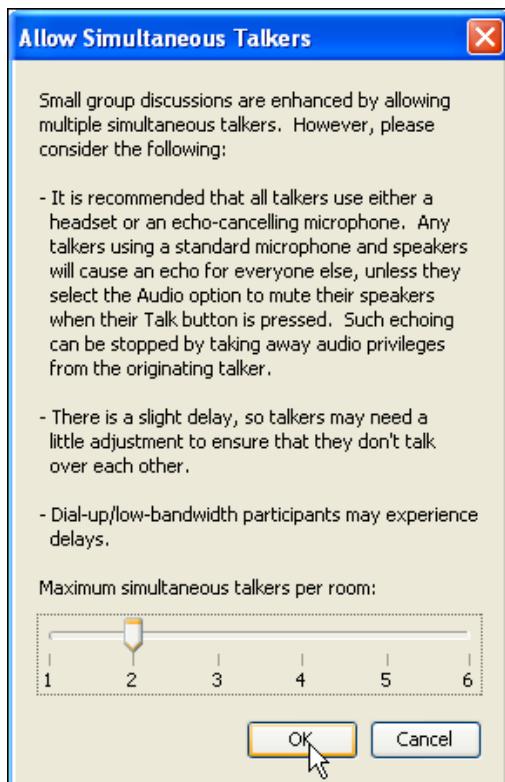 Allow Simultaneous Talkers
Small group discussions are enhanced by allowing
multiple simultaneous talkers.  However, please
consider the following:
- It is recommended that all talkers use either a
headset or an echo-cancelling microphone.  Any
talkers using a standard microphone and speakers
will cause an echo for everyone else, unless they
select the Audio option to mute their speakers
when their Talk button is pressed.  Such echoing
can be stopped by taking away audio privileges
from the originating talker.
- There is a slight delay, so talkers may need a
little adjustment to ensure that they don't talk
over each other.
- Dial-up/low-bandwidth participants may experience
delays.
Maximum simultaneous talkers per room:
1 2 3 4 5 6
OK Cancel